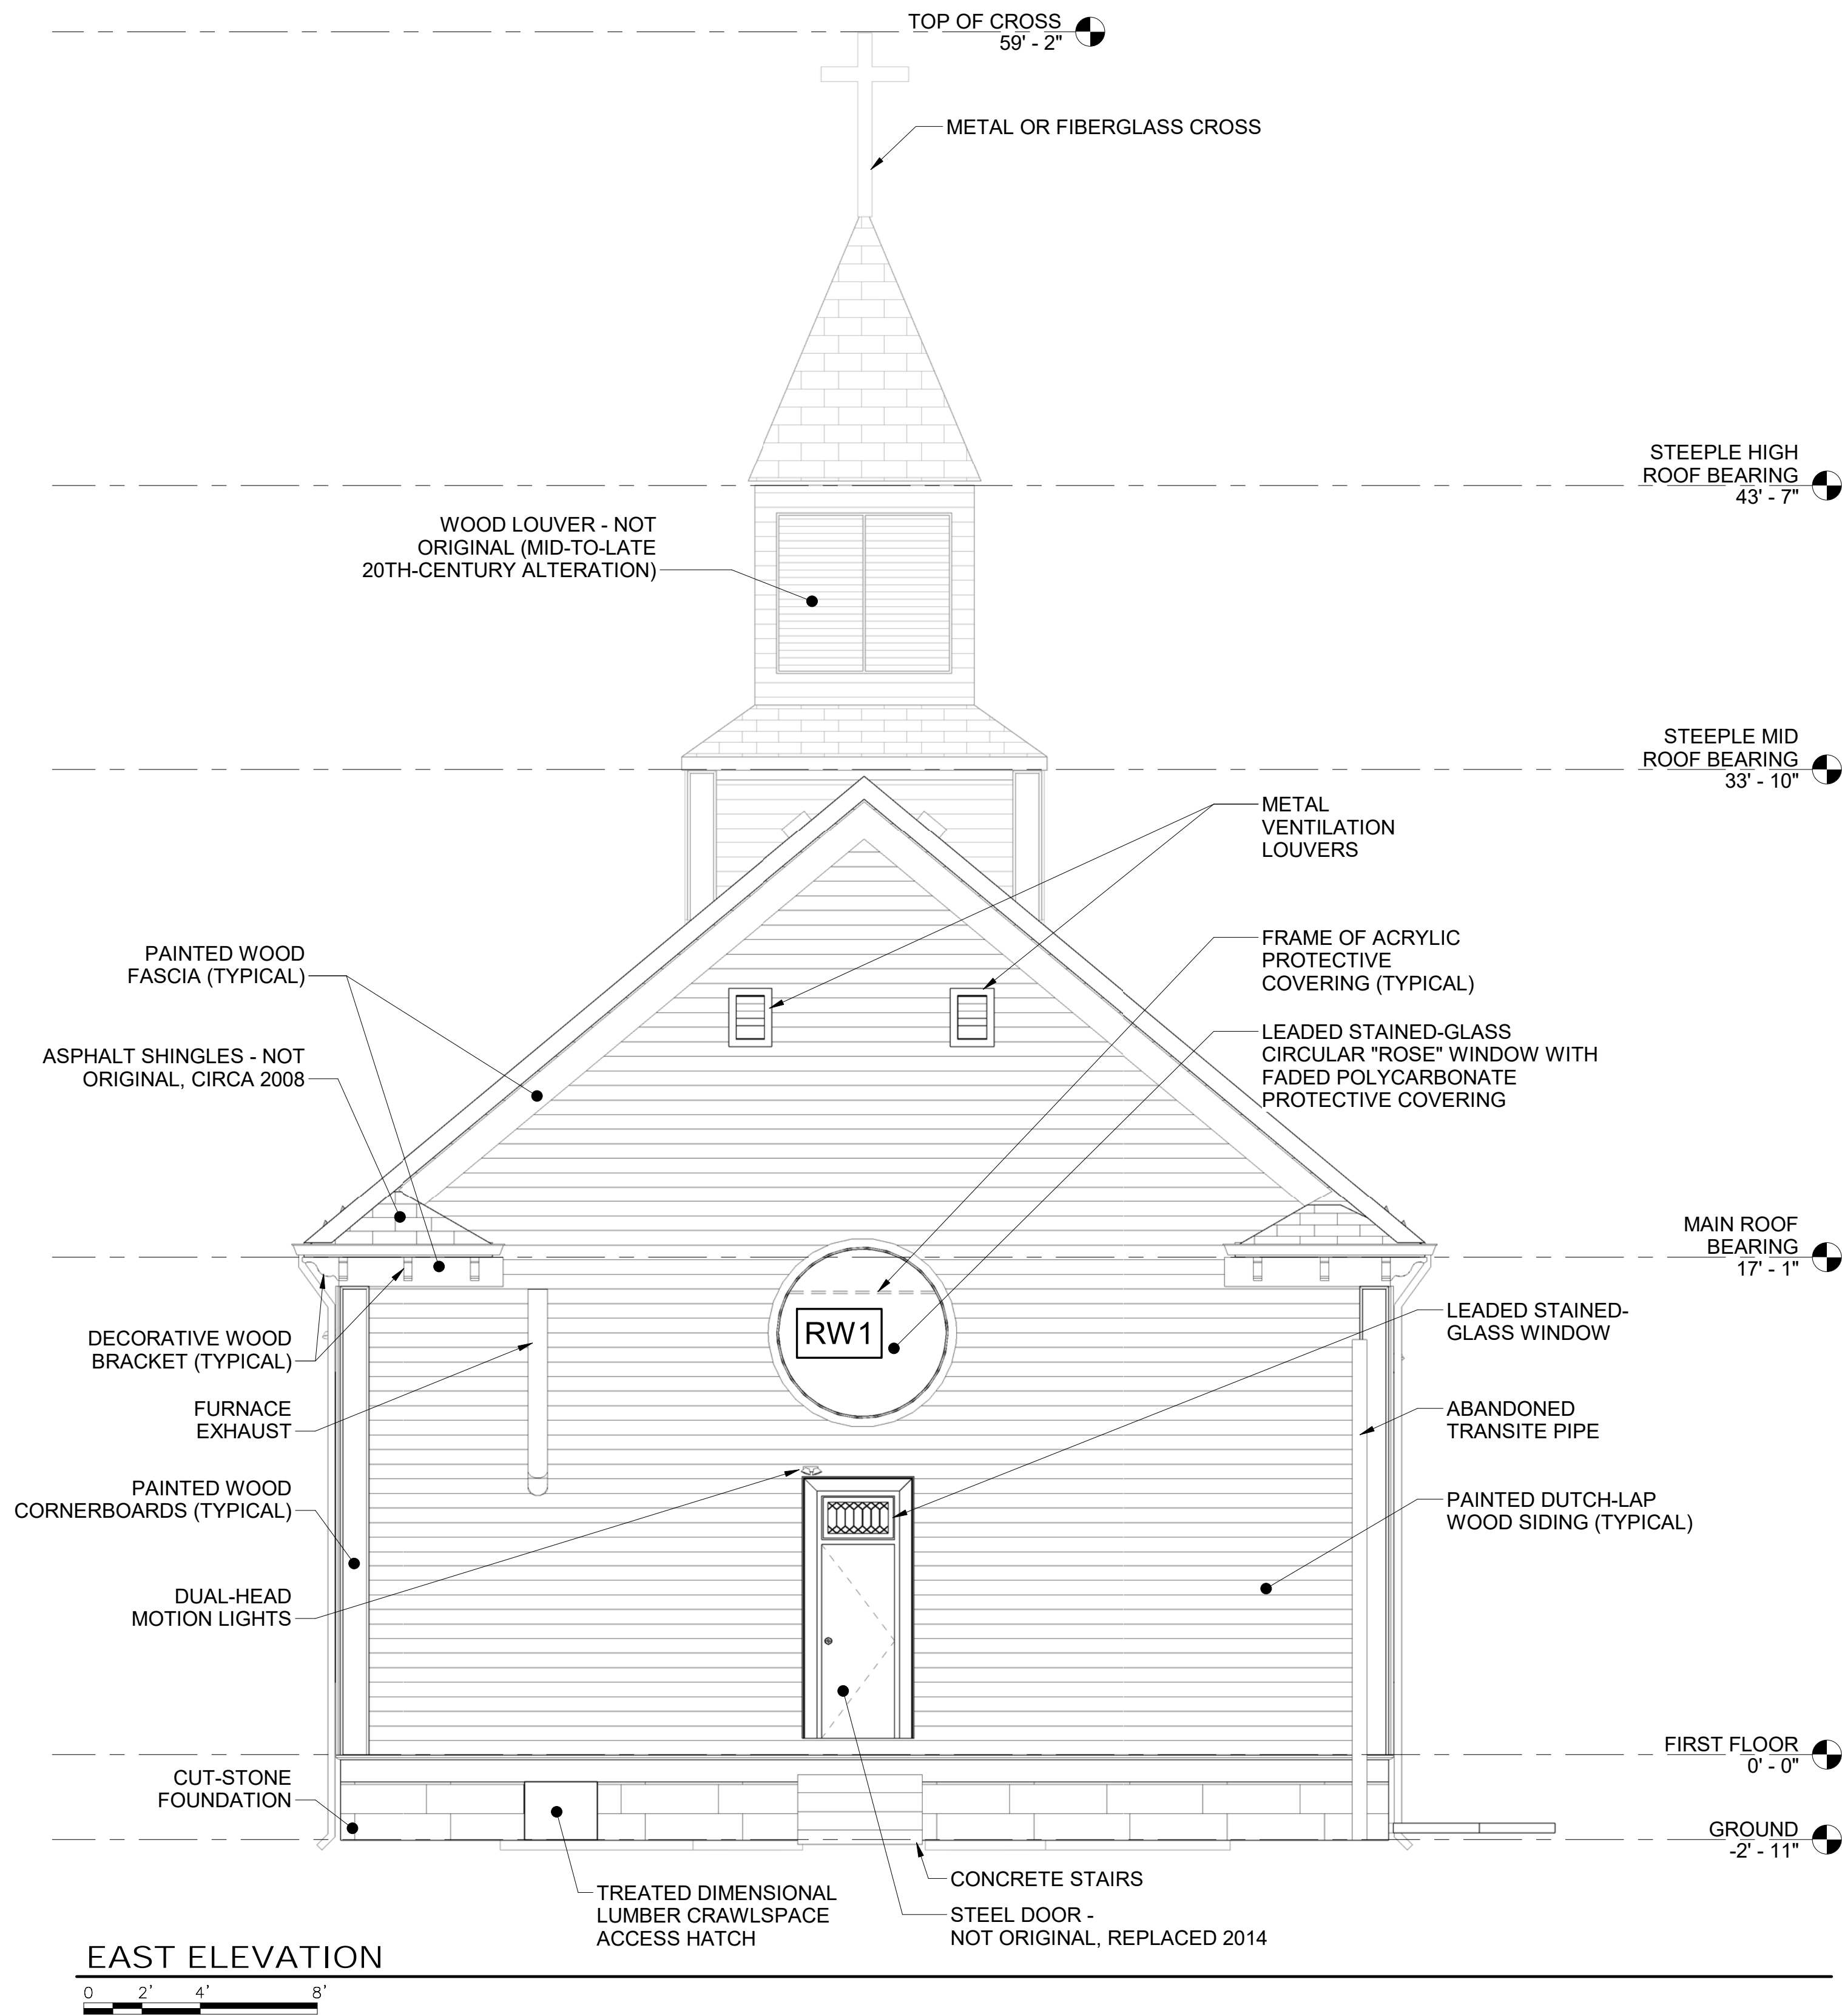 TOP OF CROSS
59' - 2"
METAL OR FIBERGLASS CROSS
STEEPLE HIGH
ROOF BEARING
43' - 7"
WOOD LOUVER - NOT
ORIGINAL (MID-TO-LATE
20TH-CENTURY ALTERATION)
STEEPLE MID
ROOF BEARING
33' - 10"
METAL
VENTILATION
LOUVERS
PAINTED WOOD
FASCIA (TYPICAL)
FRAME OF ACRYLIC
PROTECTIVE
COVERING (TYPICAL)
ASPHALT SHINGLES - NOT
ORIGINAL, CIRCA 2008
LEADED STAINED-GLASS
CIRCULAR "ROSE" WINDOW WITH
FADED POLYCARBONATE
PROTECTIVE COVERING
MAIN ROOF
BEARING
17' - 1"
RW1
DECORATIVE WOOD
BRACKET (TYPICAL)
LEADED STAINED-
GLASS WINDOW
FURNACE
EXHAUST
ABANDONED
TRANSITE PIPE
PAINTED WOOD
CORNERBOARDS (TYPICAL)
PAINTED DUTCH-LAP
WOOD SIDING (TYPICAL)
DUAL-HEAD
MOTION LIGHTS
FIRST FLOOR
0' - 0"
CUT-STONE
FOUNDATION
GROUND
-2' - 11"
TREATED DIMENSIONAL
LUMBER CRAWLSPACE
ACCESS HATCH
CONCRETE STAIRS
STEEL DOOR -
NOT ORIGINAL, REPLACED 2014
EAST ELEVATION
0 2' 4' 8'